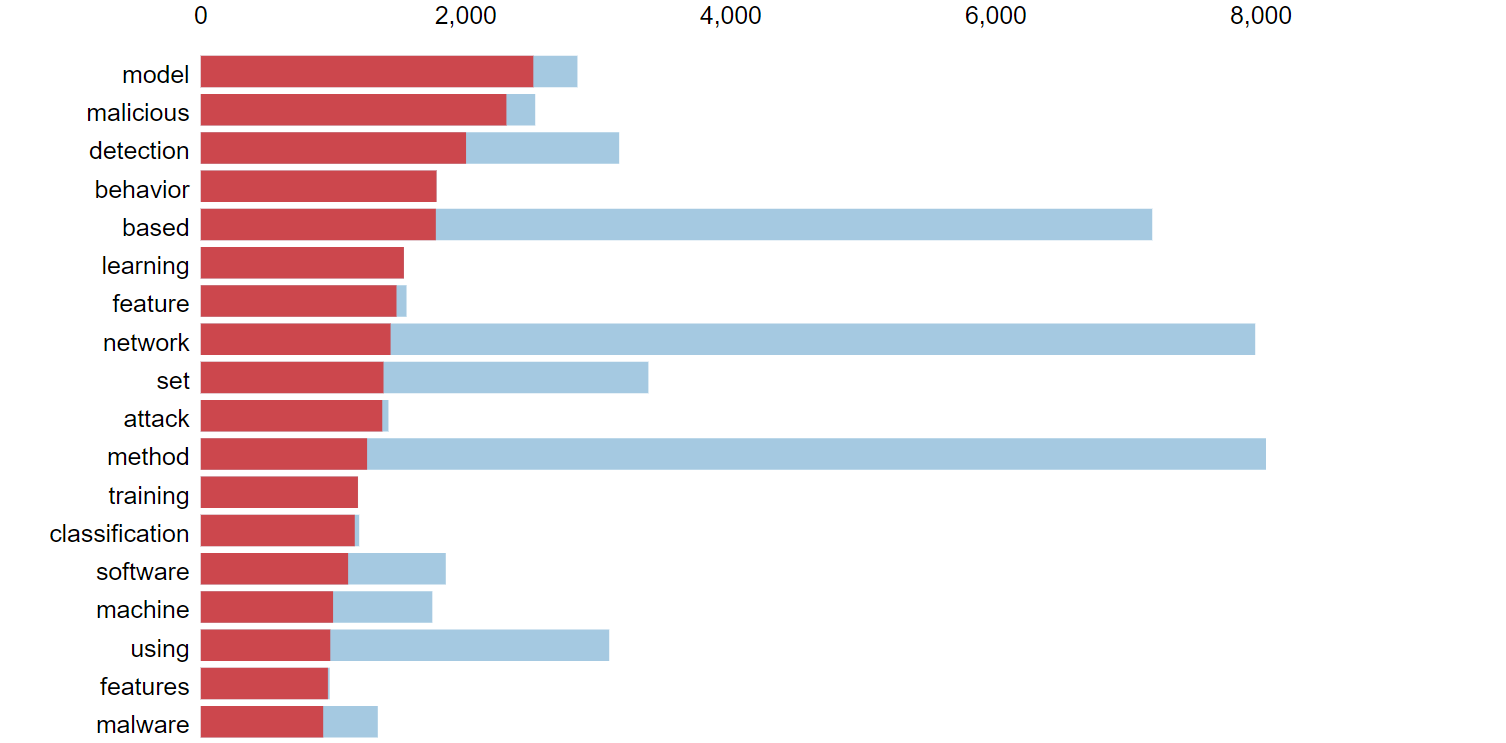 0 2,000 4,000 6,000 8,000
model
malicious
detection
behavior
based
learning
feature
network
set
attack
method
training
classification
software
machine
using
features
malware